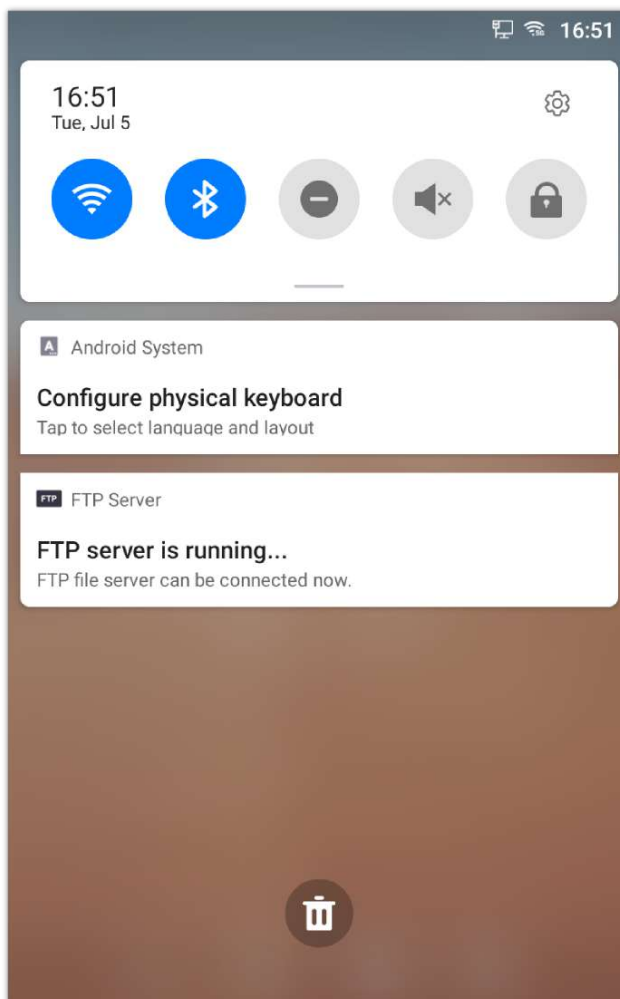 16:51
16:51
Tue, Jul 5
A Android System
Configure physical keyboard
Tap to select language and layout
FTP FTP Server
FTP server is running...
FTP file server can be connected now.